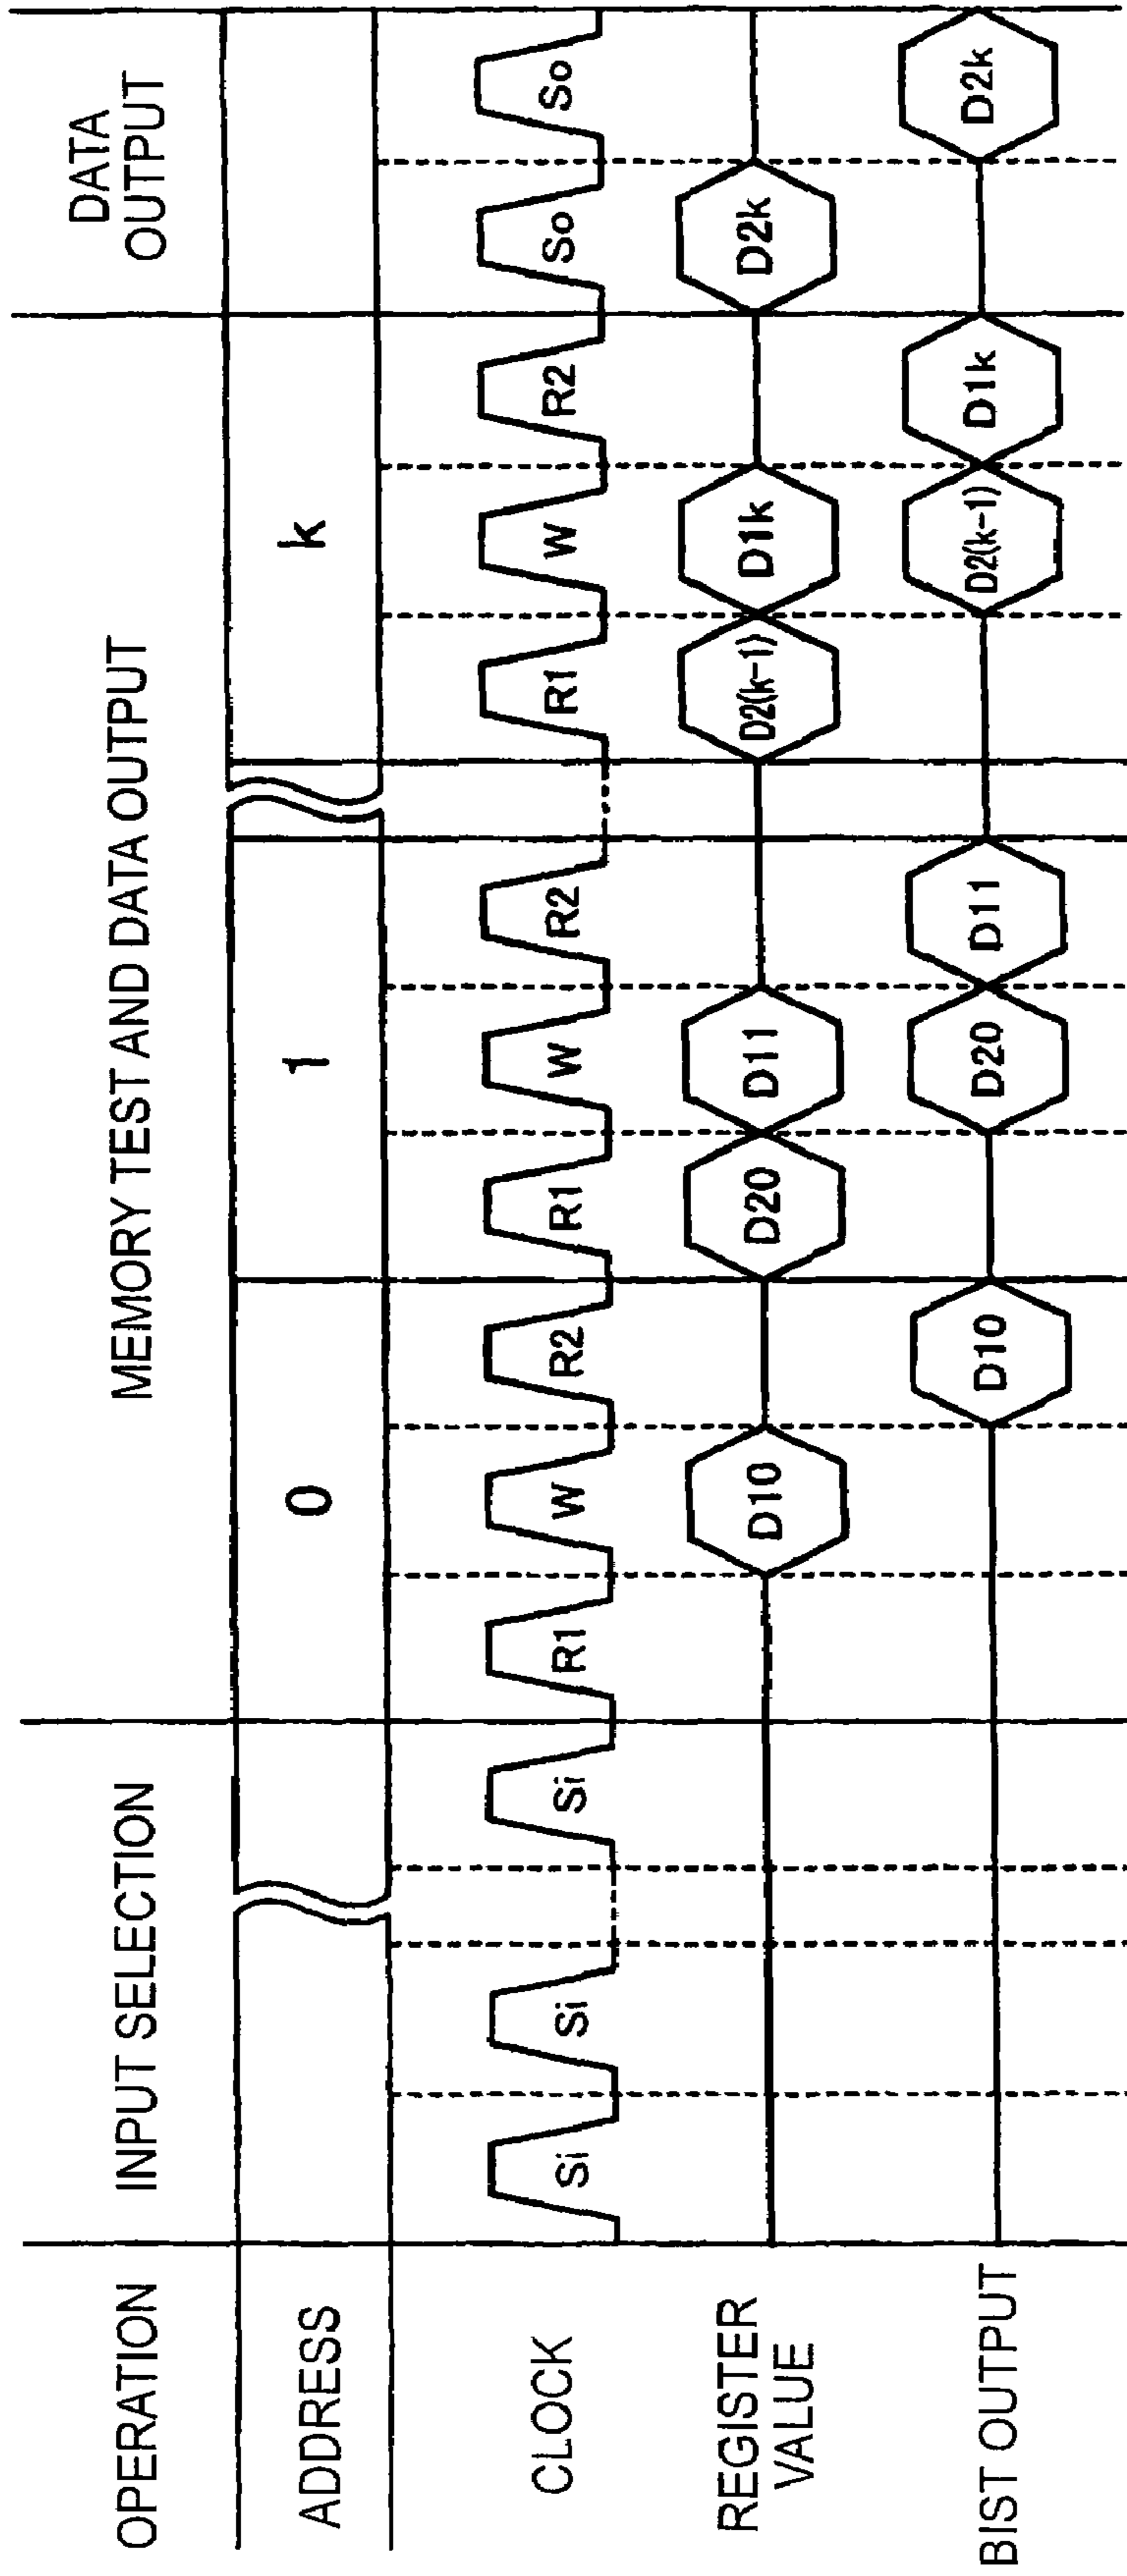 OPERATION INPUT SELECTION MEMORY TEST AND DATA OUTPUT DATA
OUTPUT
ADDRESS 0 1 k
CLOCK Si Si Si R1 W R2 R1 W R2 R1 W R2 So So
REGISTER
VALUE D10 D20 D11 D2(k-1) D1k D2k
BIST OUTPUT D10 D20 D11 D2(k-1) D1k D2k